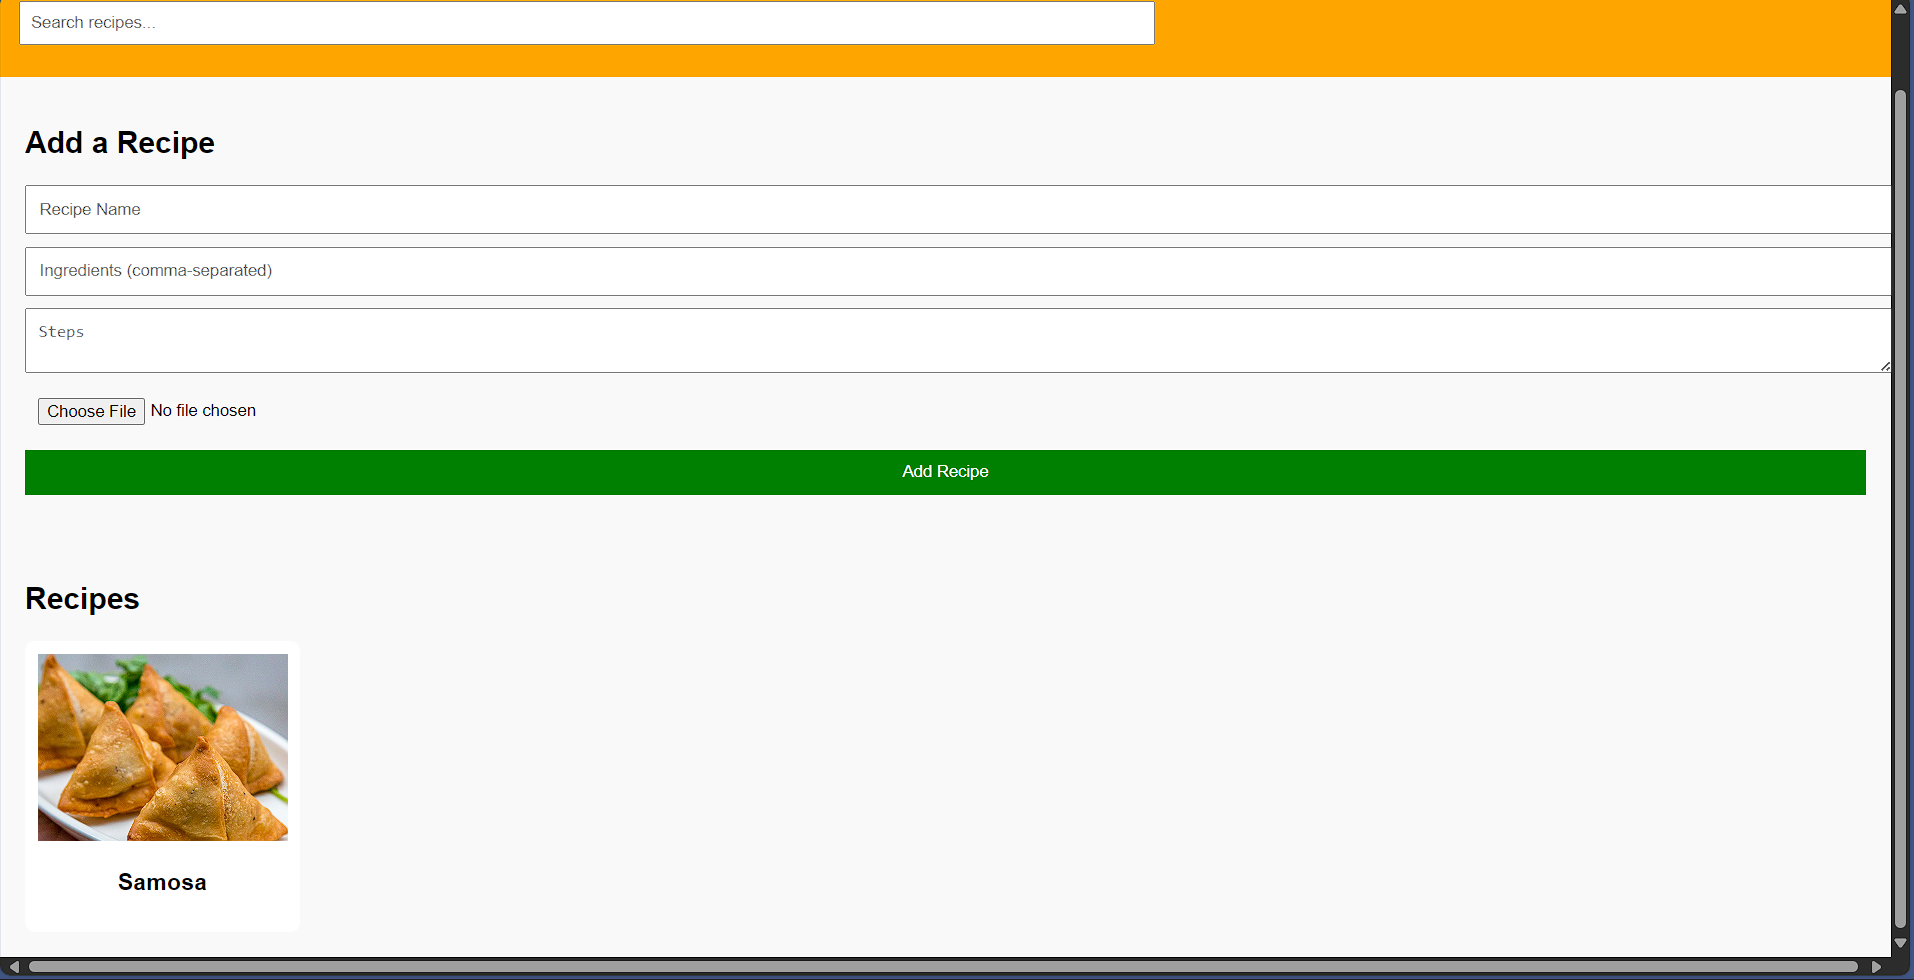 Search recipes...
Add a Recipe
Recipe Name
Ingredients (comma-separated)
Steps
Choose File No file chosen
Add Recipe
Recipes
Samosa